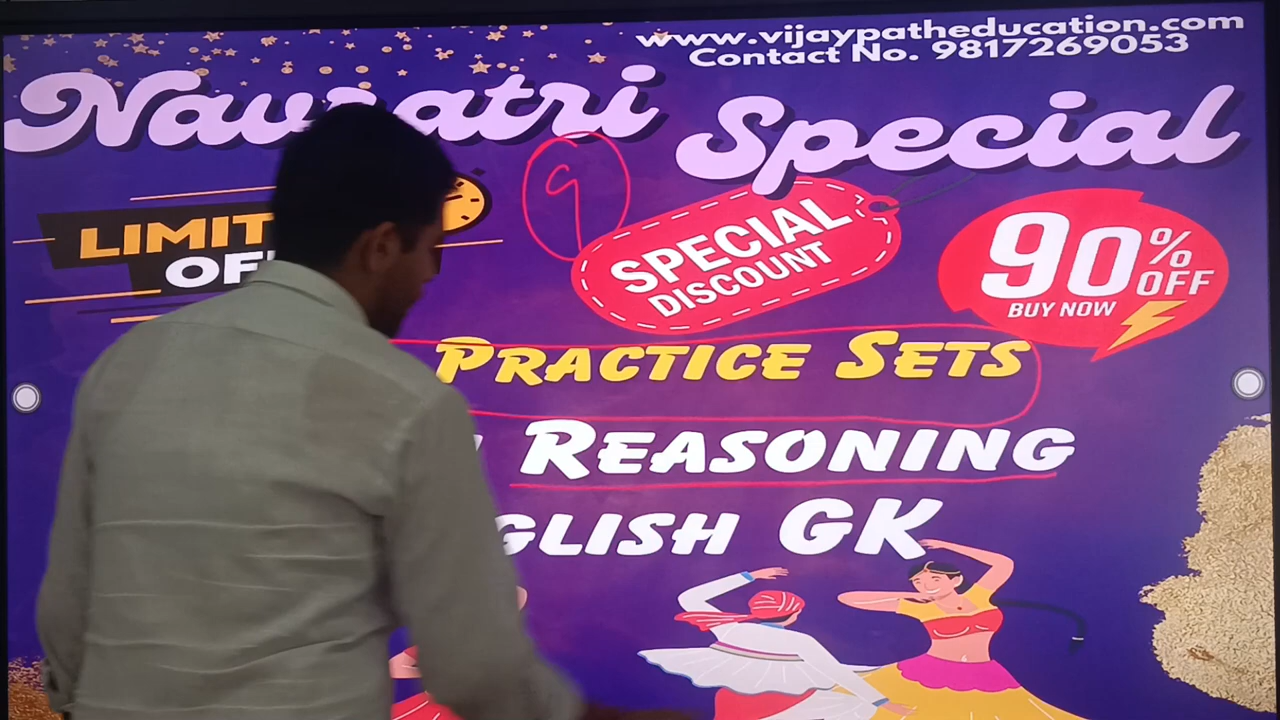 www.vijaypatheducation.com
Contact No. 9817269053
Special
9
SPECIAL
DISCOUNT
90% OFF
BUY NOW
PRACTICE SETS
REASONING
GK